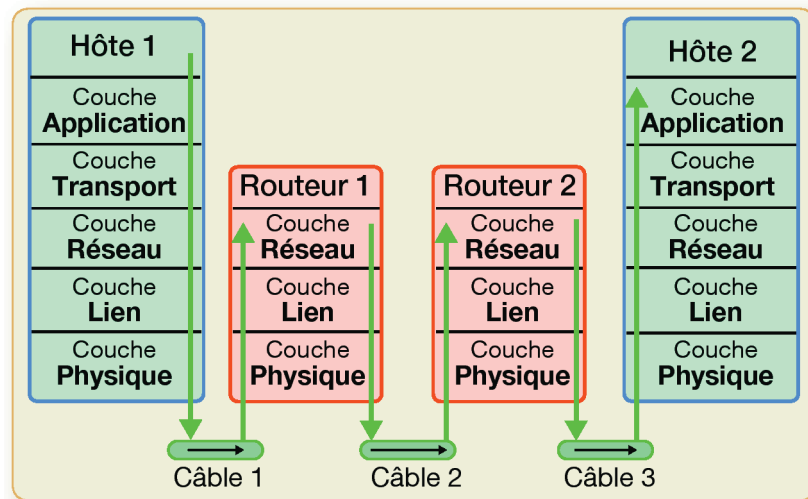 Hôte 1
Couche
Application
Couche
Transport
Couche
Réseau
Couche
Lien
Couche
Physique
Routeur 1
Couche
Réseau
Couche
Lien
Couche
Physique
Routeur 2
Couche
Réseau
Couche
Lien
Couche
Physique
Hôte 2
Couche
Application
Couche
Transport
Couche
Réseau
Couche
Lien
Couche
Physique
Câble 1
Câble 2
Câble 3